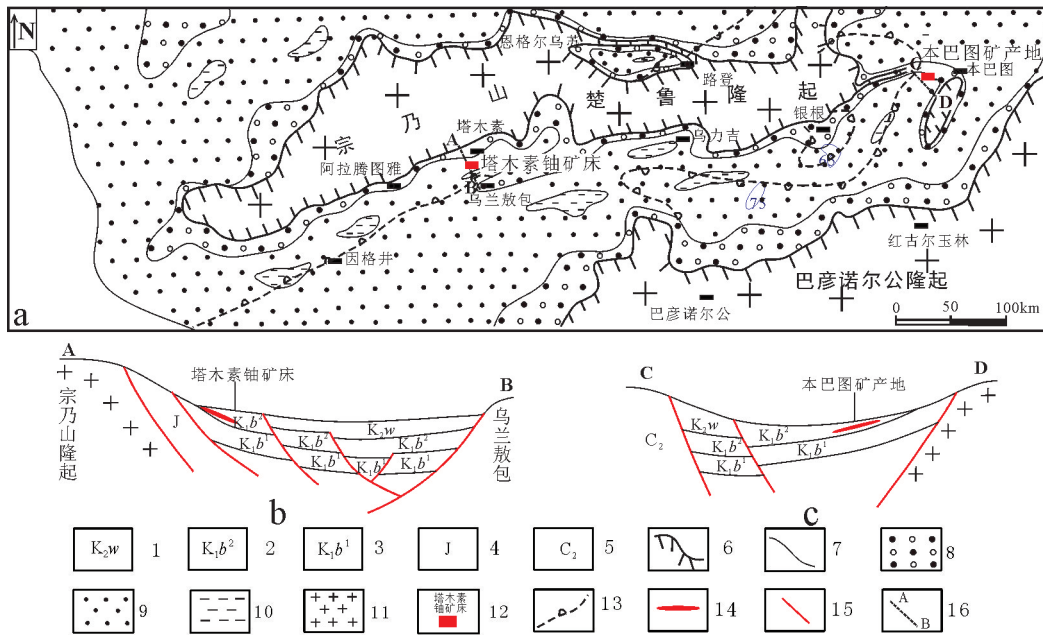 N
恩格尔乌苏
本巴图矿产地
路登
C
本巴图
宗乃山楚鲁隆起
D
银根
A
塔木素
乌力吉
塔木素铀矿床
阿拉腾图雅
B
乌兰敖包
75
红古尔玉林
因格井
巴彦诺尔公隆起
巴彦诺尔公
0 50 100km
a
A
塔木素铀矿床
B
宗乃山隆起
J
K₁b²
K₂w
K₁b¹
K₁b²
K₁b²
K₁b¹
K₁b¹
K₁b¹
乌兰敖包
b
C
本巴图矿产地
D
K₂w
K₁b²
K₁b²
C₂
K₁b¹
K₁b¹
c
K₂w 1
K₁b² 2
K₁b¹ 3
J 4
C₂ 5
6
7
8
9
10
11
塔木素
铀矿床 12
13
14
15
A
B 16